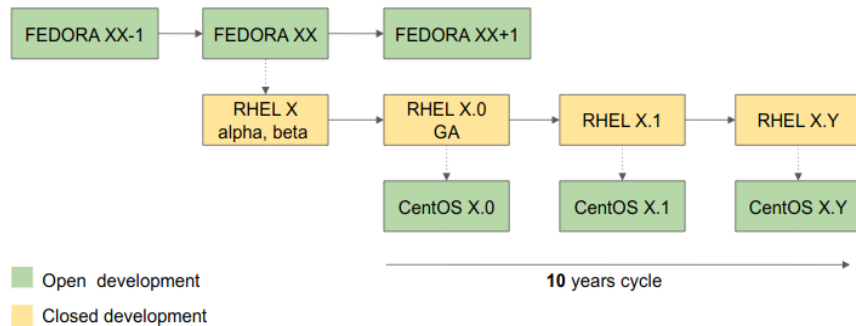 FEDORA XX-1
FEDORA XX
FEDORA XX+1
RHEL X
alpha, beta
RHEL X.0
GA
RHEL X.1
RHEL X.Y
CentOS X.0
CentOS X.1
CentOS X.Y
Open development
10 years cycle
Closed development